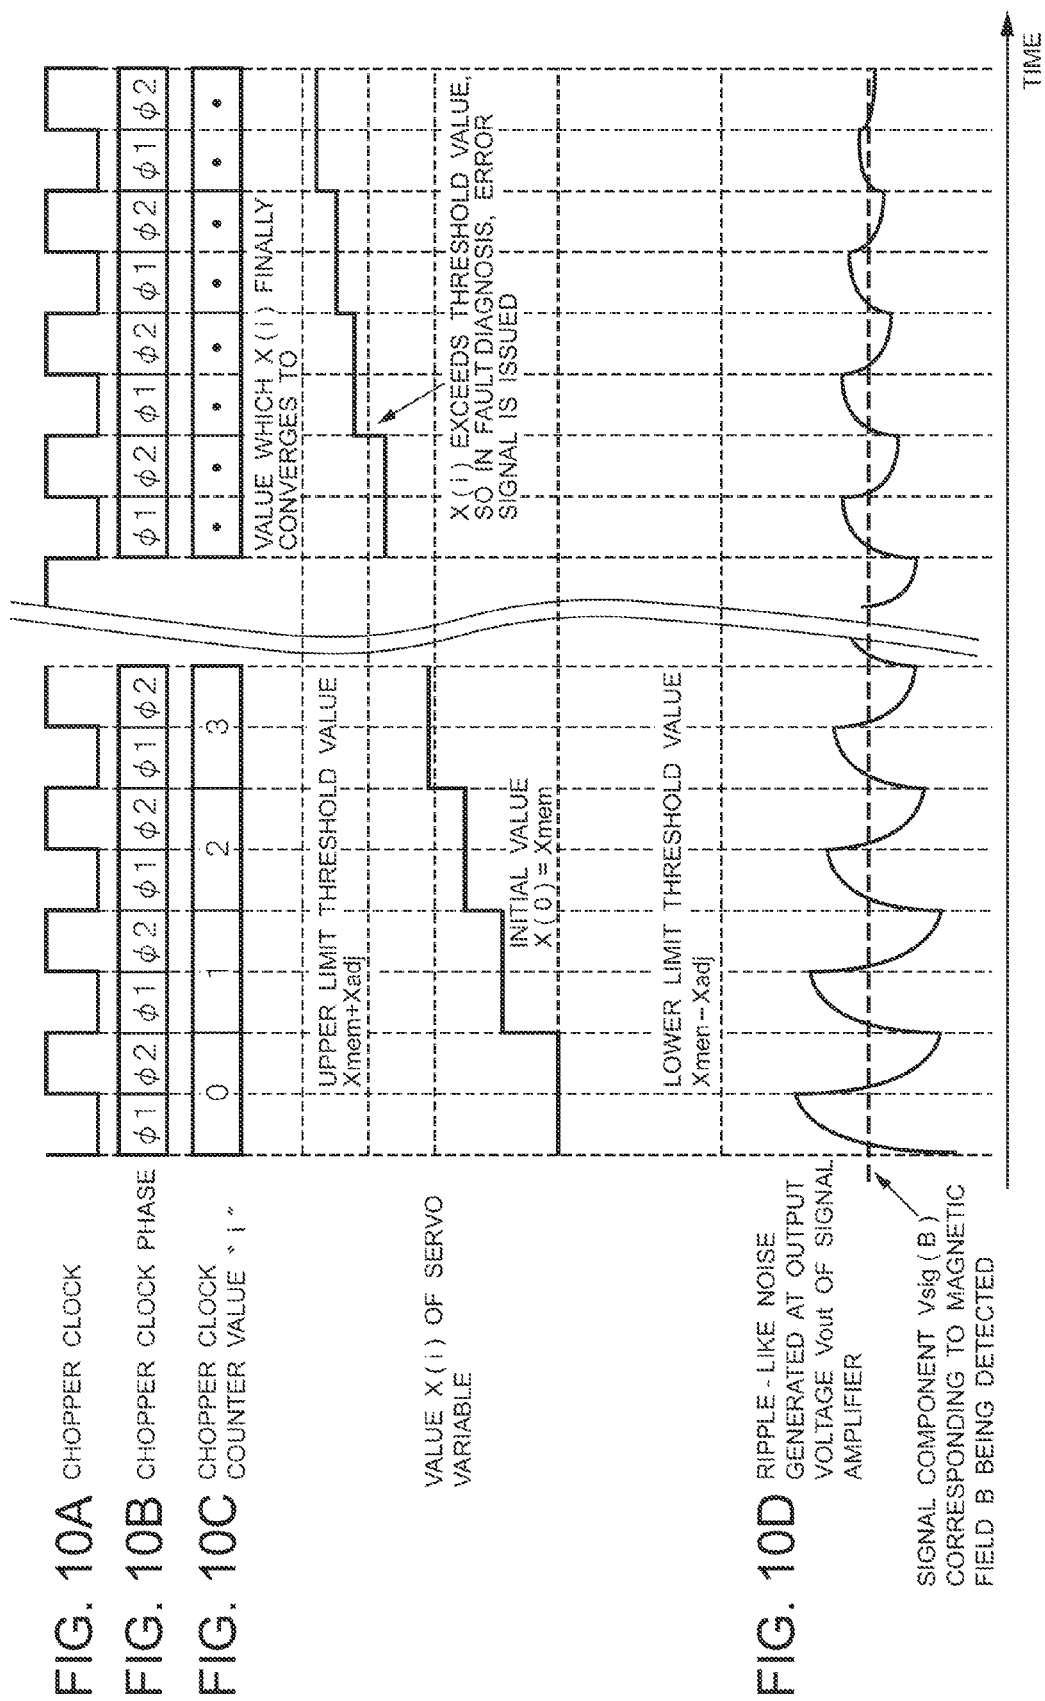 FIG. 10A CHOPPER CLOCK
FIG. 10B CHOPPER CLOCK PHASE
φ1 φ2 φ1 φ2 φ1 φ2 φ1 φ2
φ1 φ2 φ1 φ2 φ1 φ2 φ1 φ2
FIG. 10C CHOPPER CLOCK
COUNTER VALUE "i"
0 1 2 3
• • • • • • • •
VALUE WHICH X(i) FINALLY
CONVERGES TO
UPPER LIMIT THRESHOLD VALUE
Xmem+Xadj
VALUE X(i) OF SERVO
VARIABLE
X(i) EXCEEDS THRESHOLD VALUE,
SO IN FAULT DIAGNOSIS, ERROR
SIGNAL IS ISSUED
INITIAL VALUE
X(0)=Xmem
LOWER LIMIT THRESHOLD VALUE
Xmen-Xadj
FIG. 10D RIPPLE-LIKE NOISE
GENERATED AT OUTPUT
VOLTAGE Vout OF SIGNAL
AMPLIFIER
SIGNAL COMPONENT Vsig(B)
CORRESPONDING TO MAGNETIC
FIELD B BEING DETECTED
TIME